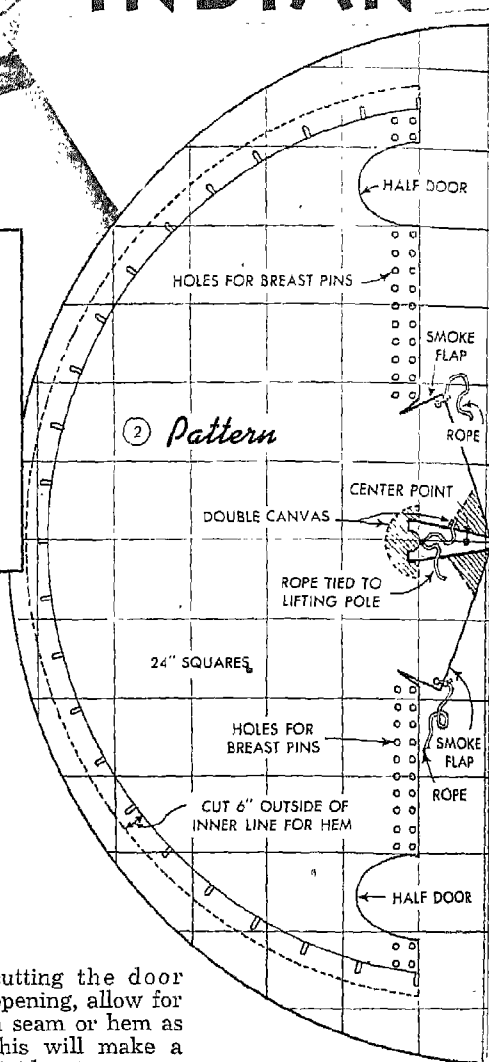 INDIAN
HALF DOOR
HOLES FOR BREAST PINS
SMOKE
FLAP
ROPE
2 Pattern
CENTER POINT
DOUBLE CANVAS
ROPE TIED TO
LIFTING POLE
24" SQUARES
HOLES FOR
BREAST PINS
SMOKE
FLAP
ROPE
CUT 6" OUTSIDE OF
INNER LINE FOR HEM
HALF DOOR
cutting the door
opening, allow for
a seam or hem as
this will make a